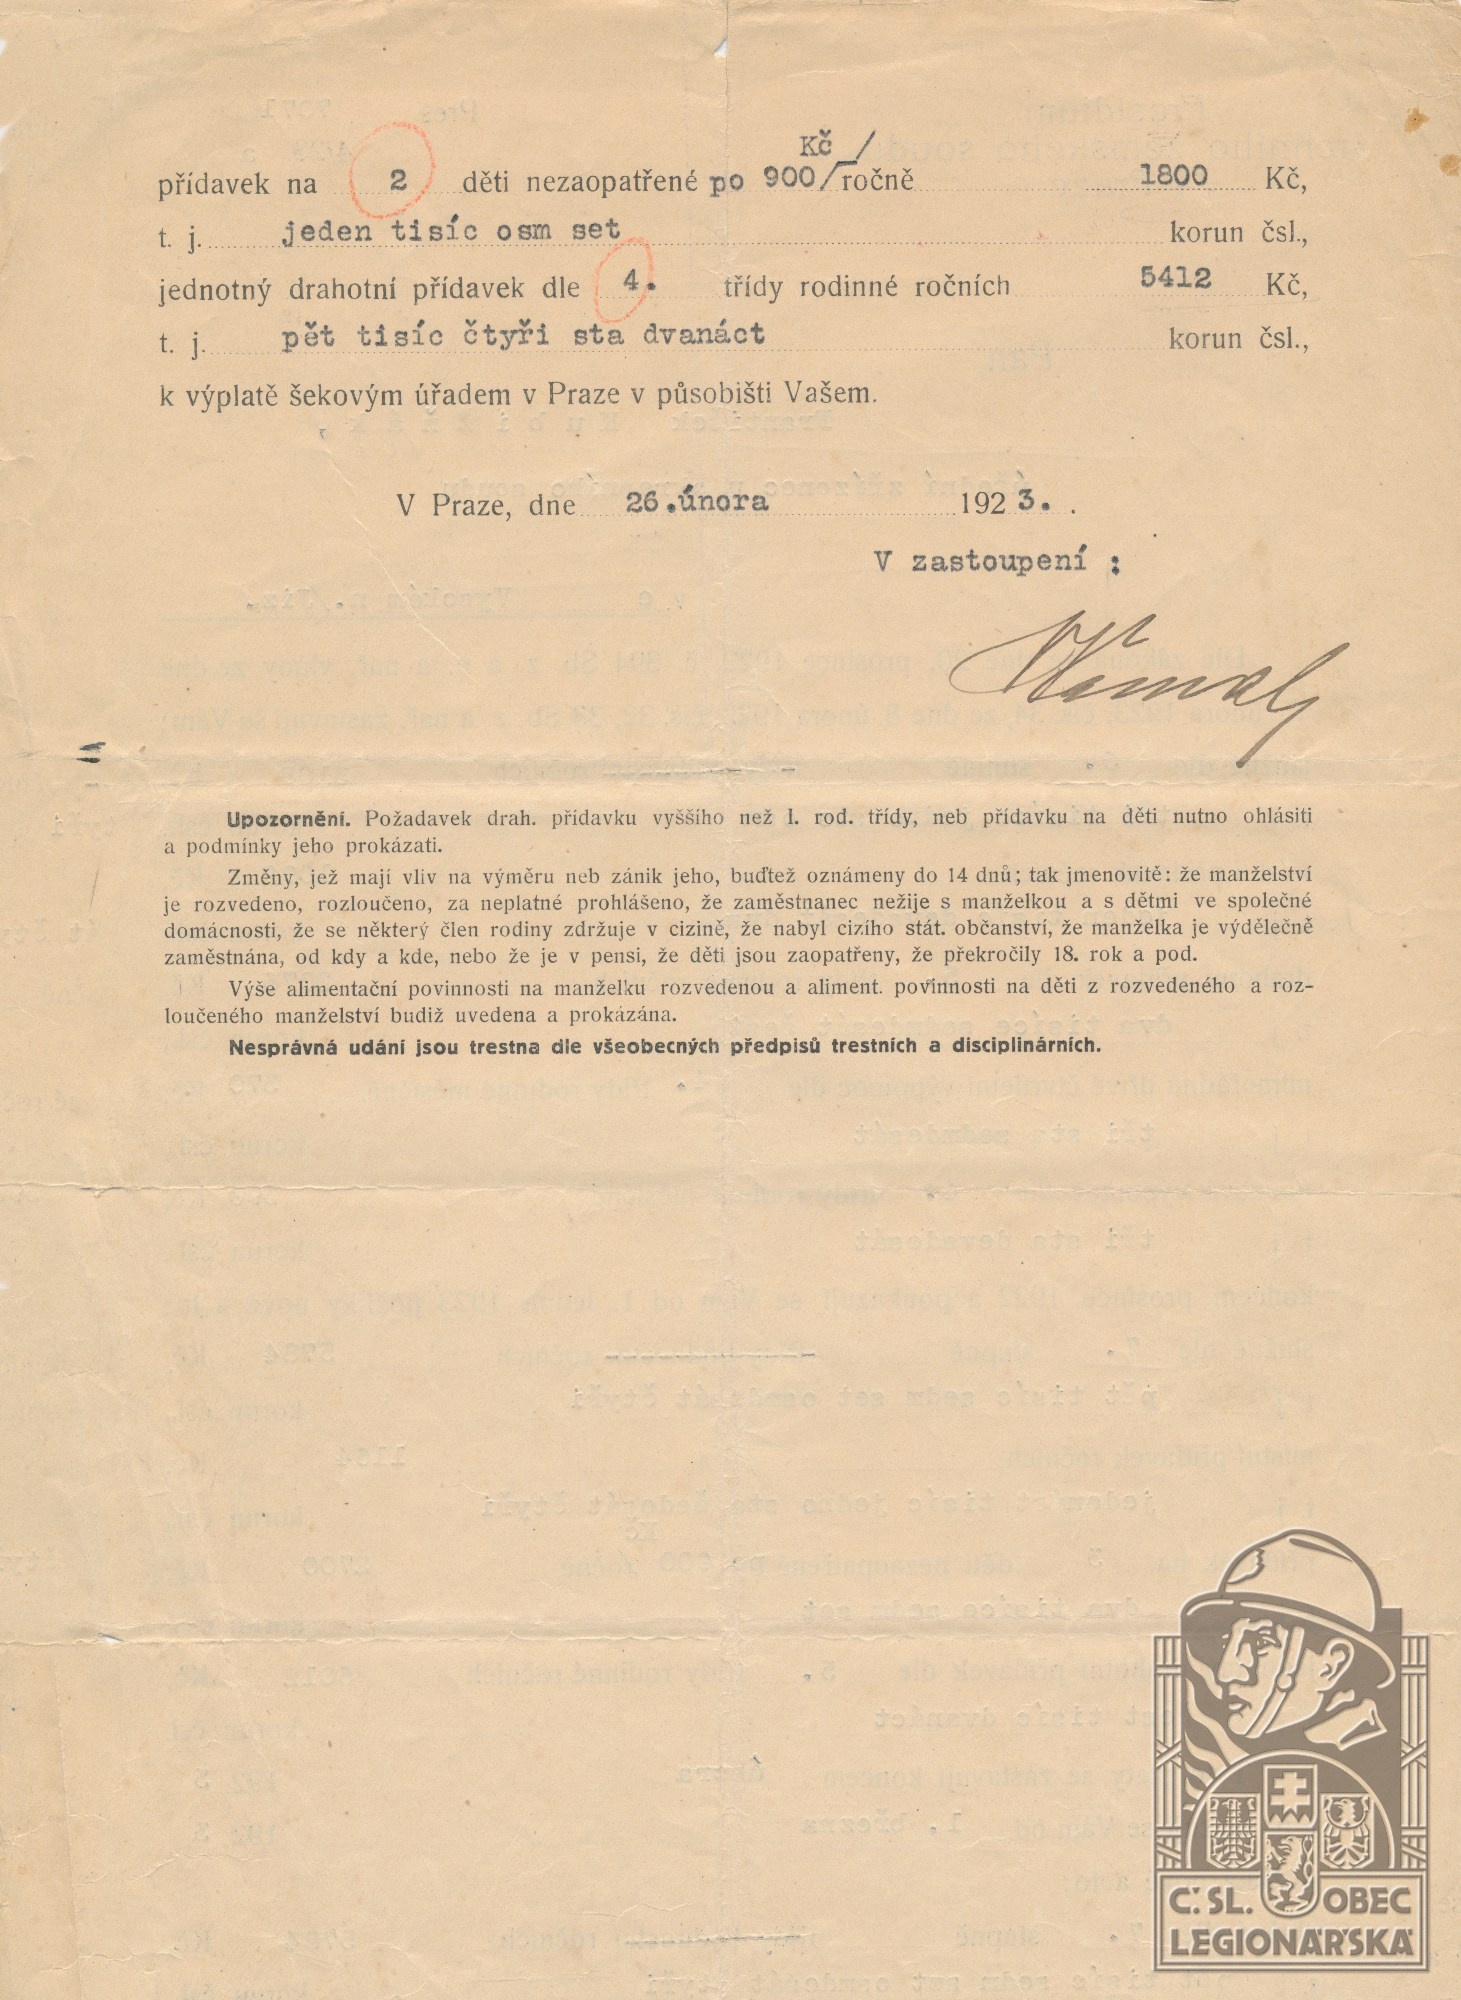 Kč /
přídavek na 2 děti nezaopatřené po 900/ročně 1800 Kč,
t. j. jeden tisíc osm set korun čsl.,
jednotný drahotní přídavek dle 4. třídy rodinné ročních 5412 Kč,
t. j. pět tisíc čtyři sta dvanáct korun čsl.,
k výplatě šekovým úřadem v Praze v působišti Vašem.
V Praze, dne 26.února 1923. .
V zastoupení :
Upozornění. Požadavek drah. přídavku vyššího než I. rod. třídy, neb přídavku na děti nutno ohlásiti
a podmínky jeho prokázati.
Změny, jež mají vliv na výměru neb zánik jeho, buďtež oznámeny do 14 dnů; tak jmenovitě: že manželství
je rozvedeno, rozloučeno, za neplatné prohlášeno, že zaměstnanec nežije s manželkou a s dětmi ve společné
domácnosti, že se některý člen rodiny zdržuje v cizině, že nabyl cizího stát. občanství, že manželka je výdělečně
zaměstnána, od kdy a kde, nebo že je v pensi, že děti jsou zaopatřeny, že překročily 18. rok a pod.
Výše alimentační povinnosti na manželku rozvedenou a aliment. povinnosti na děti z rozvedeného a roz-
loučeného manželství budiž uvedena a prokázána.
Nesprávná udání jsou trestna dle všeobecných předpisů trestních a disciplinárních.
Č.SL. OBEC
LEGIONÁŘSKÁ